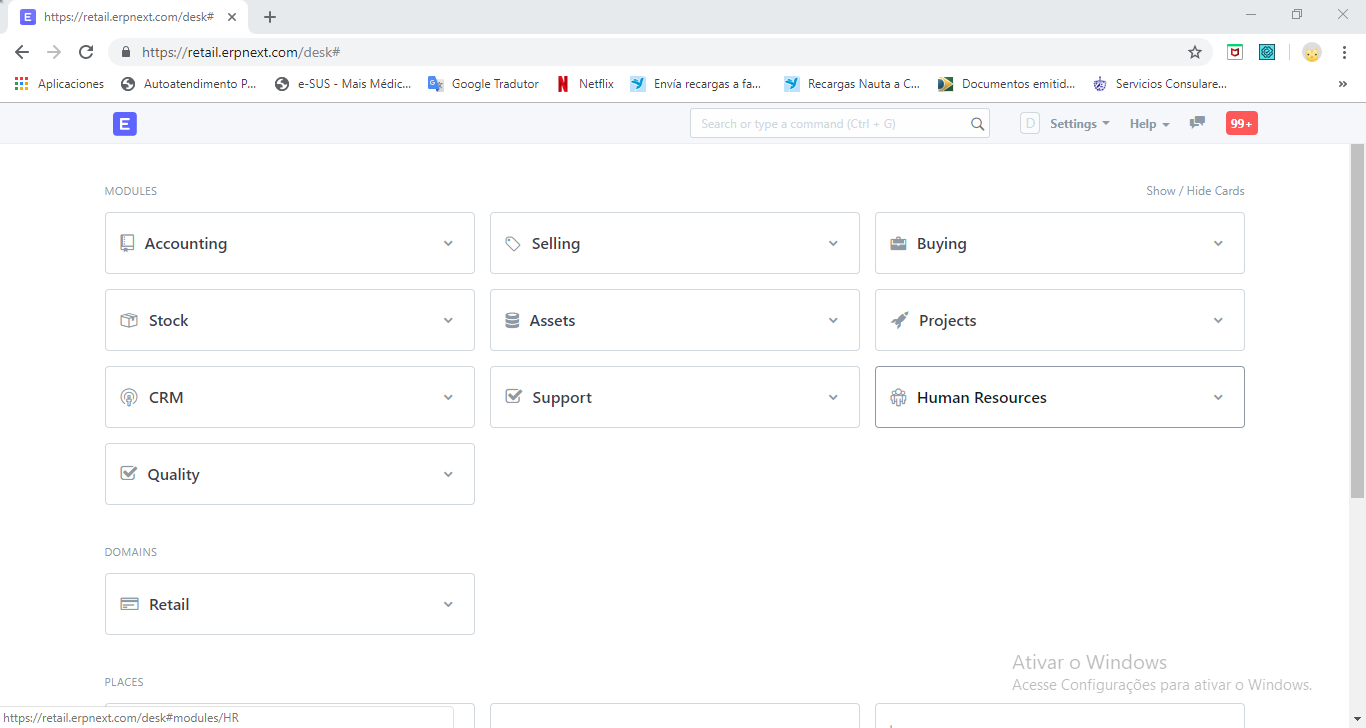 E https://retail.erpnext.com/desk#
https://retail.erpnext.com/desk#
Aplicaciones Autoatendimento P... e-SUS - Mais Médic... Google Tradutor Netflix Envía recargas a fa... Recargas Nauta a C... Documentos emitid... Servicios Consulare... »
E Search or type a command (Ctrl + G) D Settings Help 99+
MODULES Show / Hide Cards
Accounting Selling Buying
Stock Assets Projects
CRM Support Human Resources
Quality
DOMAINS
Retail
Ativar o Windows
PLACES Acesse Configurações para ativar o Windows.
https://retail.erpnext.com/desk#modules/HR